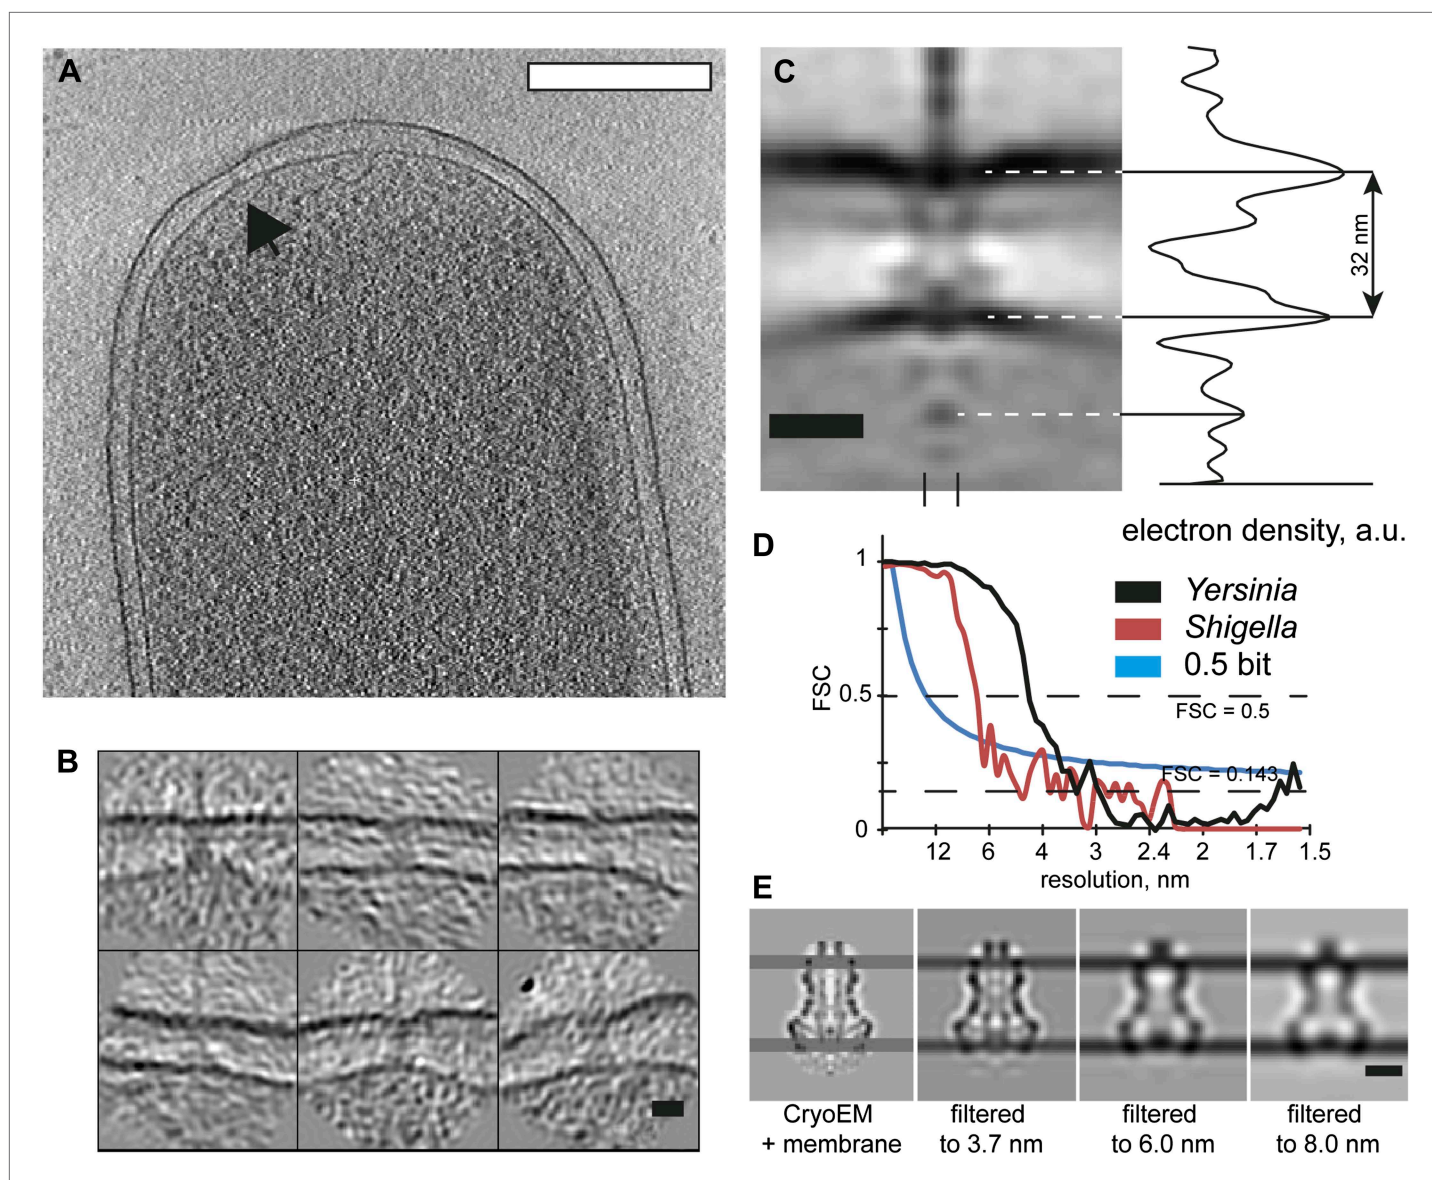 A
C
32 nm
electron density, a.u.
D
1
0.5
0
FSC
Yersinia
Shigella
0.5 bit
FSC = 0.5
FSC = 0.143
12 6 4 3 2.4 2 1.7 1.5
resolution, nm
B
E
CryoEM
+ membrane
filtered
to 3.7 nm
filtered
to 6.0 nm
filtered
to 8.0 nm